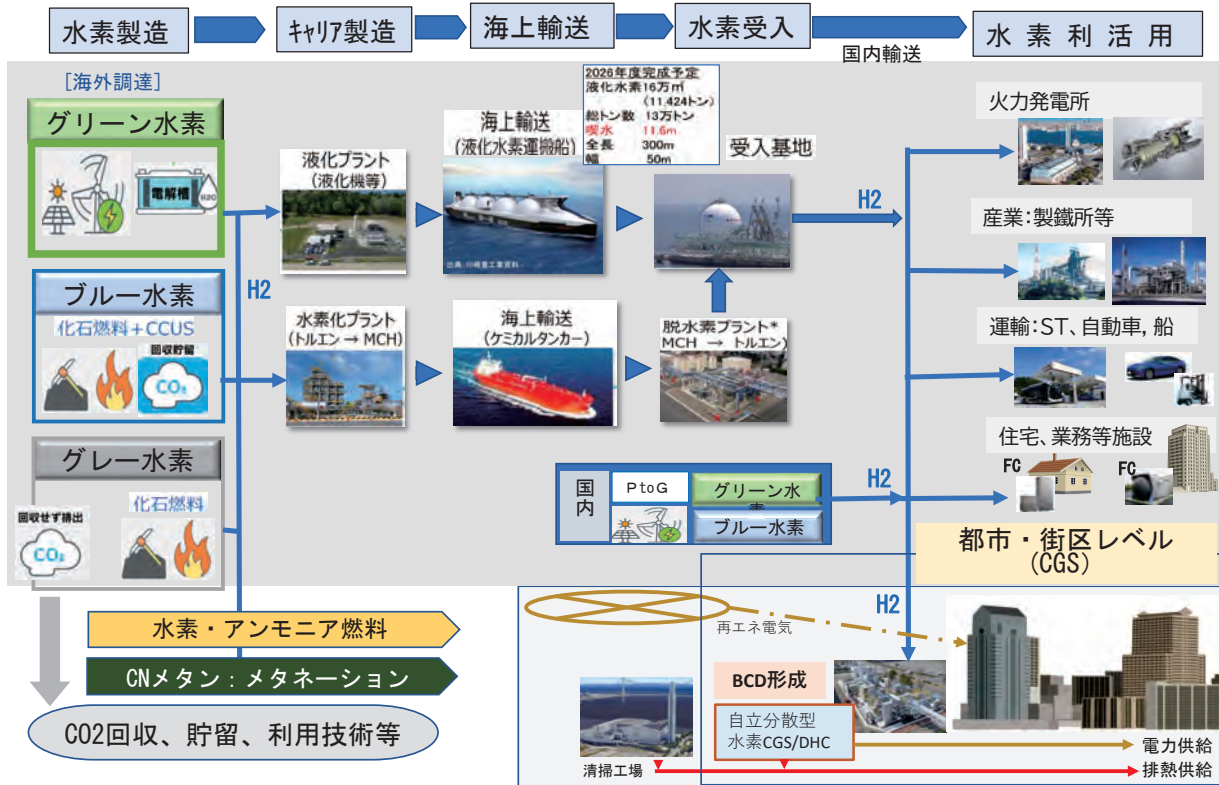 水素製造
キャリア製造
海上輸送
水素受入
国内輸送
水素利活用
[海外調達]
グリーン水素
電解槽
H2O
ブルー水素
化石燃料+CCUS
回収貯留
CO₂
グレー水素
化石燃料
回収せず排出
CO₂
H2
液化プラント
(液化機等)
海上輸送
(液化水素運搬船)
出典:川崎重工業資料
2026年度完成予定
液化水素16万㎥
(11,424トン)
総トン数 13万トン
喫水 11.6m
全長 300m
幅 50m
受入基地
水素化プラント
(トルエン → MCH)
海上輸送
(ケミカルタンカー)
脱水素プラント*
MCH → トルエン)
H2
火力発電所
産業:製鐵所等
運輸:ST、自動車,船
住宅、業務等施設
FC
FC
国内
PtoG
グリーン水
ブルー水素
H2
都市・街区レベル
(CGS)
H2
再エネ電気
BCD形成
自立分散型
水素CGS/DHC
清掃工場
電力供給
排熱供給
水素・アンモニア燃料
CNメタン:メタネーション
CO2回収、貯留、利用技術等